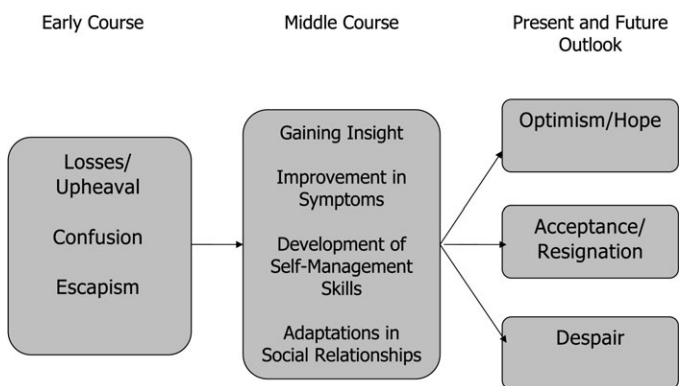 Early Course
Middle Course
Present and Future
Outlook
Losses/
Upheaval
Confusion
Escapism
Gaining Insight
Improvement in
Symptoms
Development of
Self-Management
Skills
Adaptations in
Social Relationships
Optimism/Hope
Acceptance/
Resignation
Despair